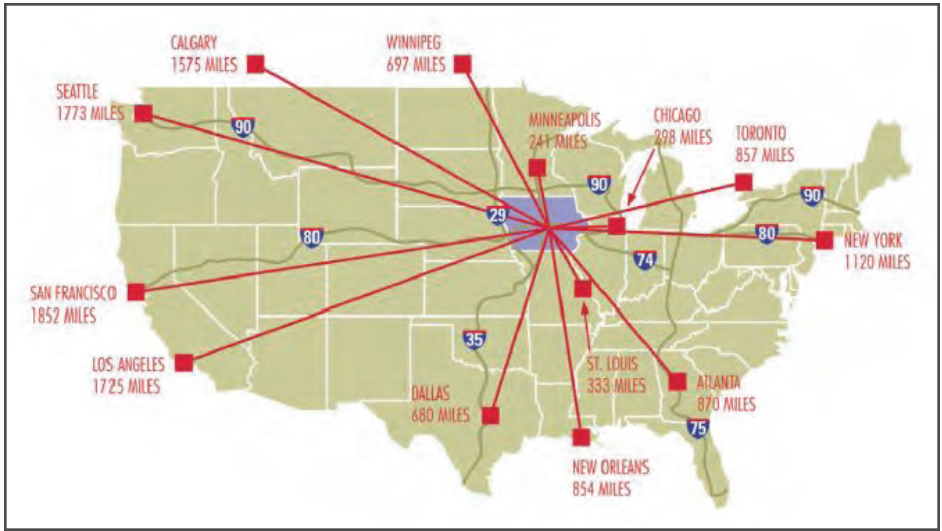 CALGARY
1575 MILES
WINNIPEG
697 MILES
SEATTLE
1773 MILES
MINNEAPOLIS
241 MILES
CHICAGO
298 MILES
TORONTO
857 MILES
90
90
90
29
80
80
74
NEW YORK
1120 MILES
SAN FRANCISCO
1852 MILES
35
LOS ANGELES
1725 MILES
ST. LOUIS
333 MILES
DALLAS
680 MILES
ATLANTA
870 MILES
75
NEW ORLEANS
854 MILES